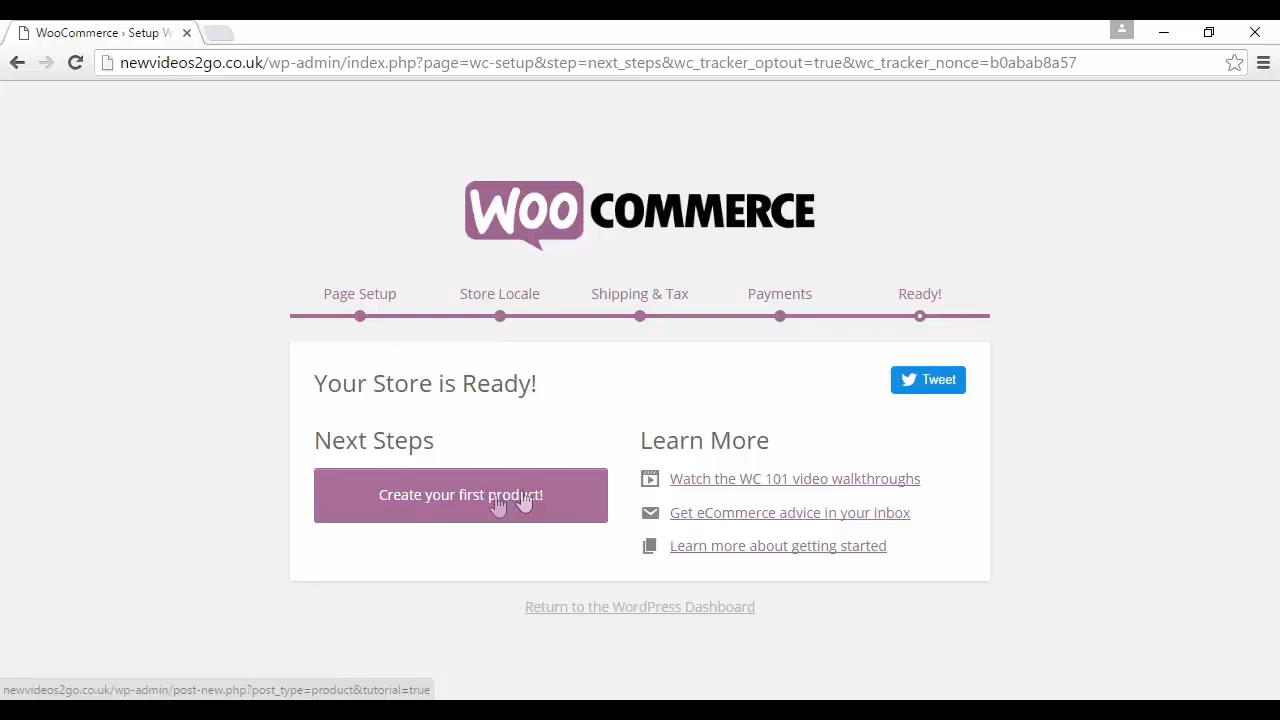 WooCommerce › Setup W
newvideos2go.co.uk/wp-admin/index.php?page=wc-setup&step=next_steps&wc_tracker_optout=true&wc_tracker_nonce=b0abab8a57
WOO COMMERCE
Page Setup
Store Locale
Shipping & Tax
Payments
Ready!
Your Store is Ready!
Tweet
Next Steps
Create your first product!
Learn More
Watch the WC 101 video walkthroughs
Get eCommerce advice in your inbox
Learn more about getting started
Return to the WordPress Dashboard
newvideos2go.co.uk/wp-admin/post-new.php?post_type=product&tutorial=true